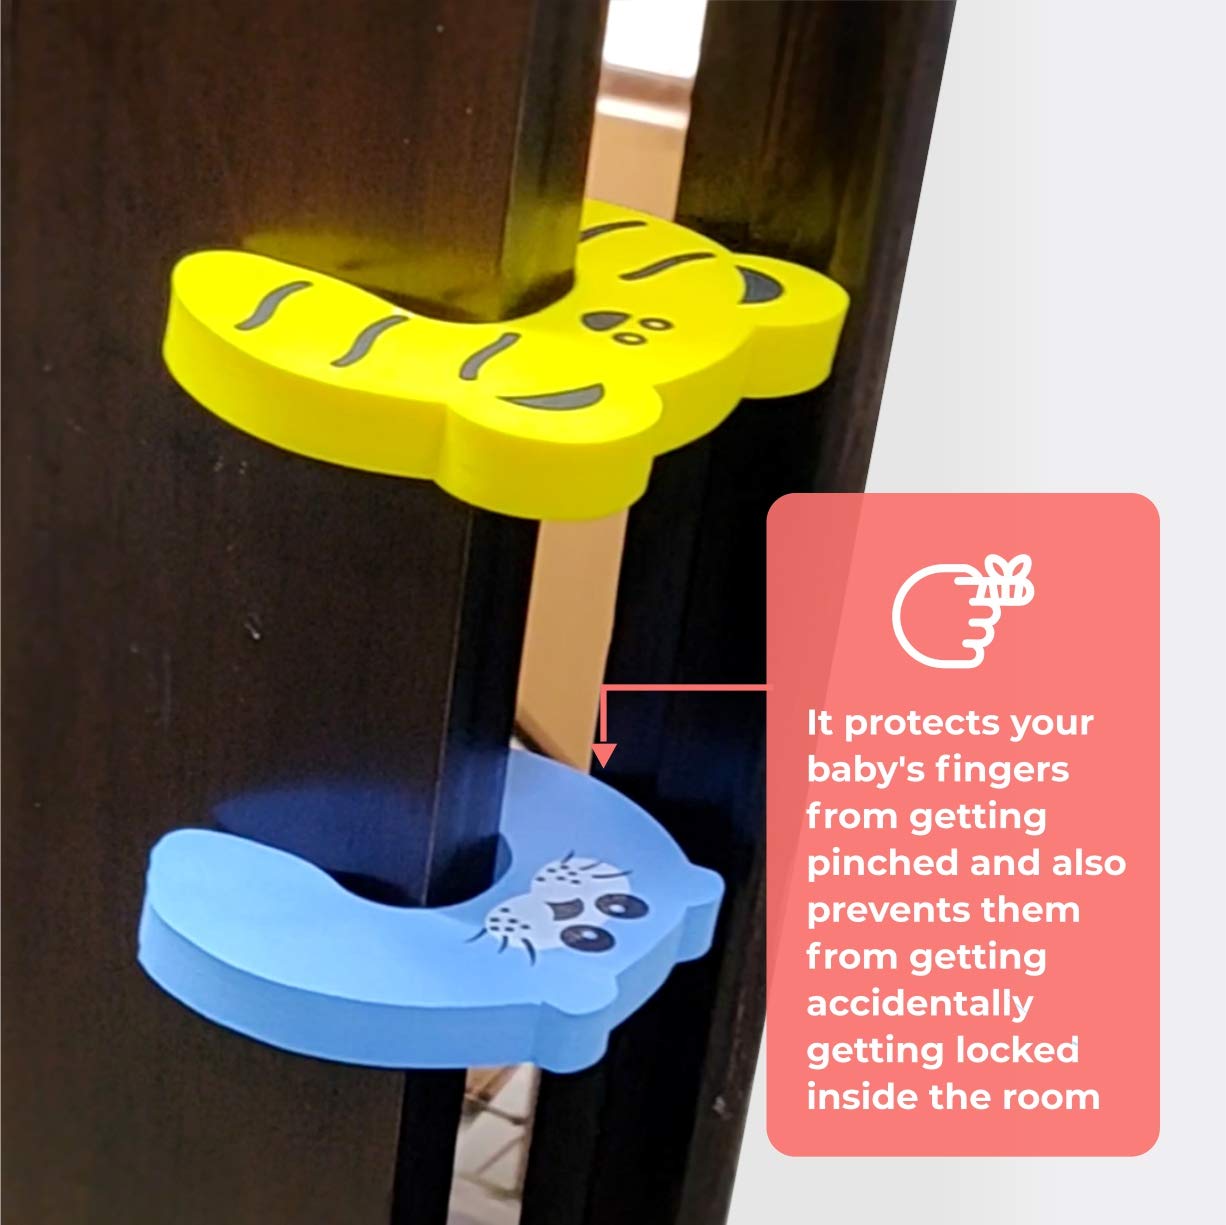 It protects your
baby's fingers
from getting
pinched and also
prevents them
from getting
accidentally
getting locked
inside the room